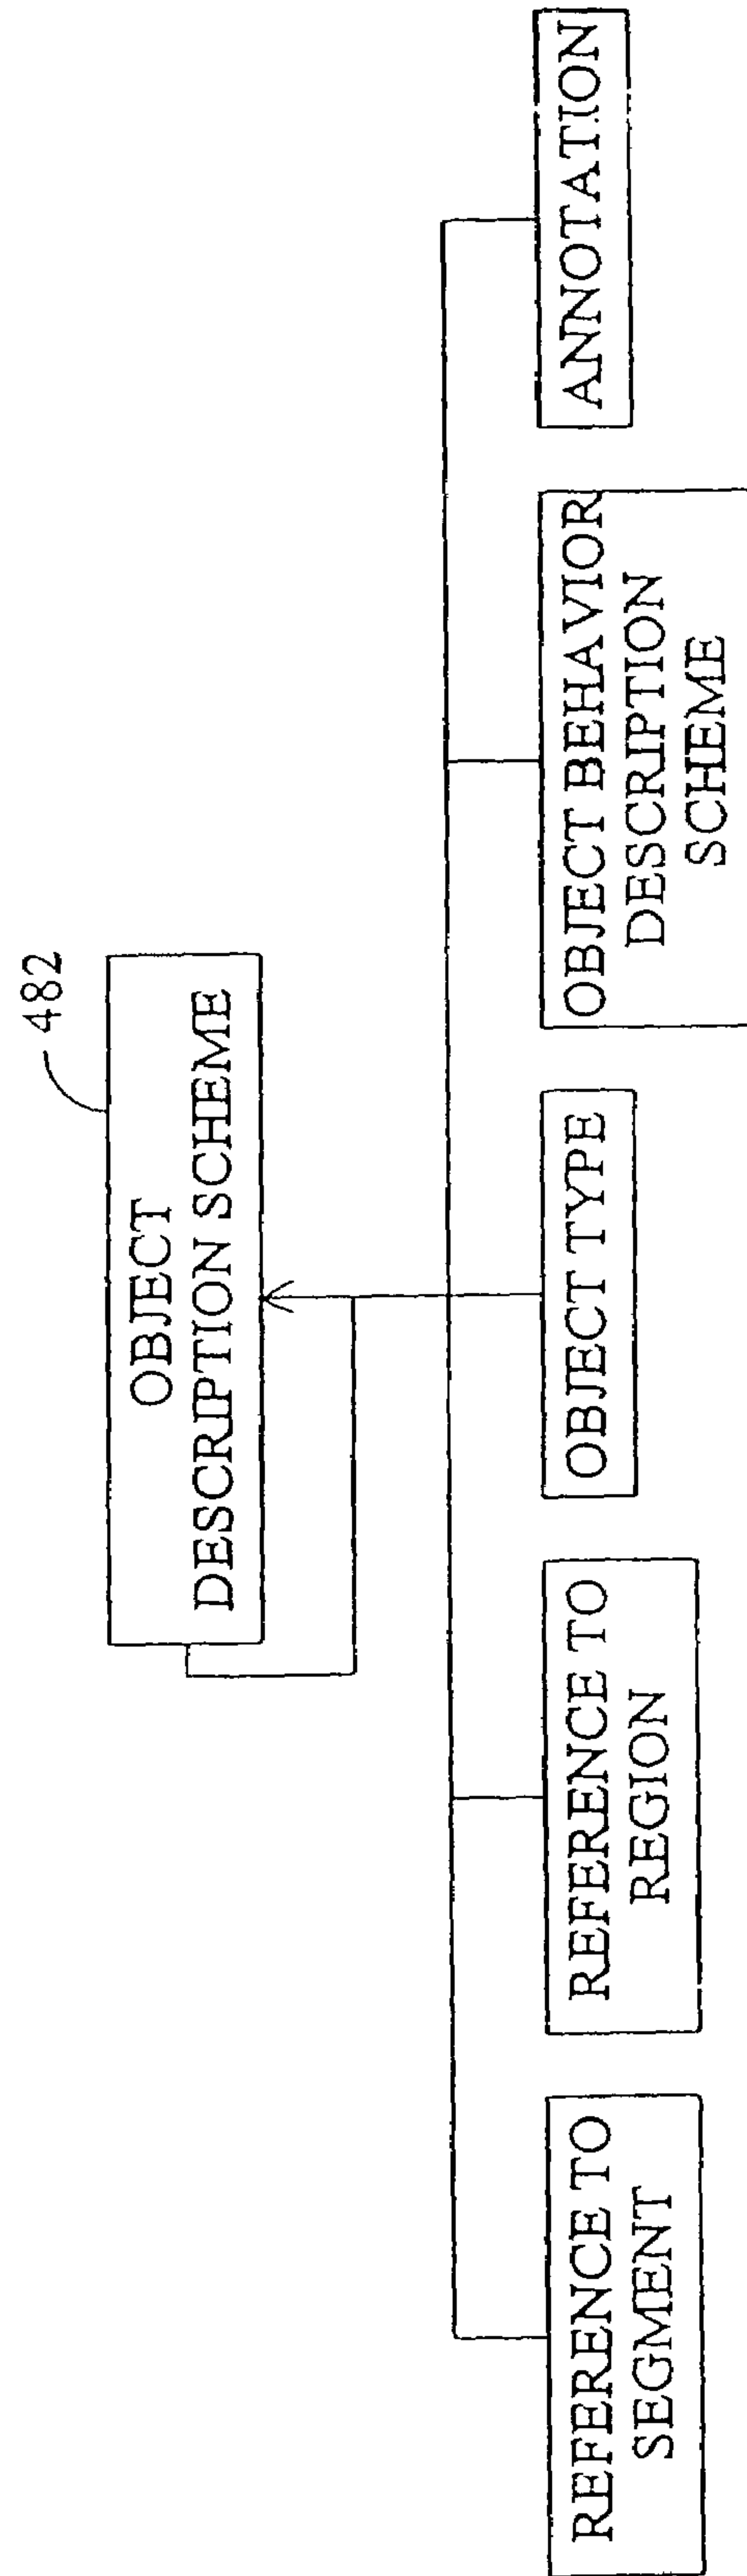 482
OBJECT
DESCRIPTION SCHEME
REFERENCE TO
SEGMENT
REFERENCE TO
REGION
OBJECT TYPE
OBJECT BEHAVIOR
DESCRIPTION
SCHEME
ANNOTATION